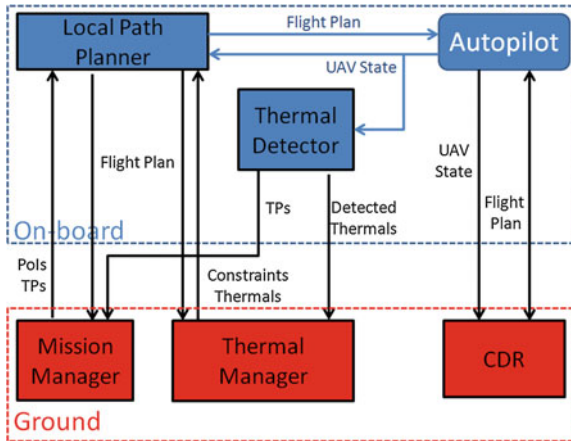 Local Path
Planner
Flight Plan
Autopilot
UAV State
Thermal
Detector
Flight Plan
UAV
State
TPs
Detected
Thermals
Flight
Plan
On-board
PoIs
TPs
Constraints
Thermals
Mission
Manager
Thermal
Manager
CDR
Ground